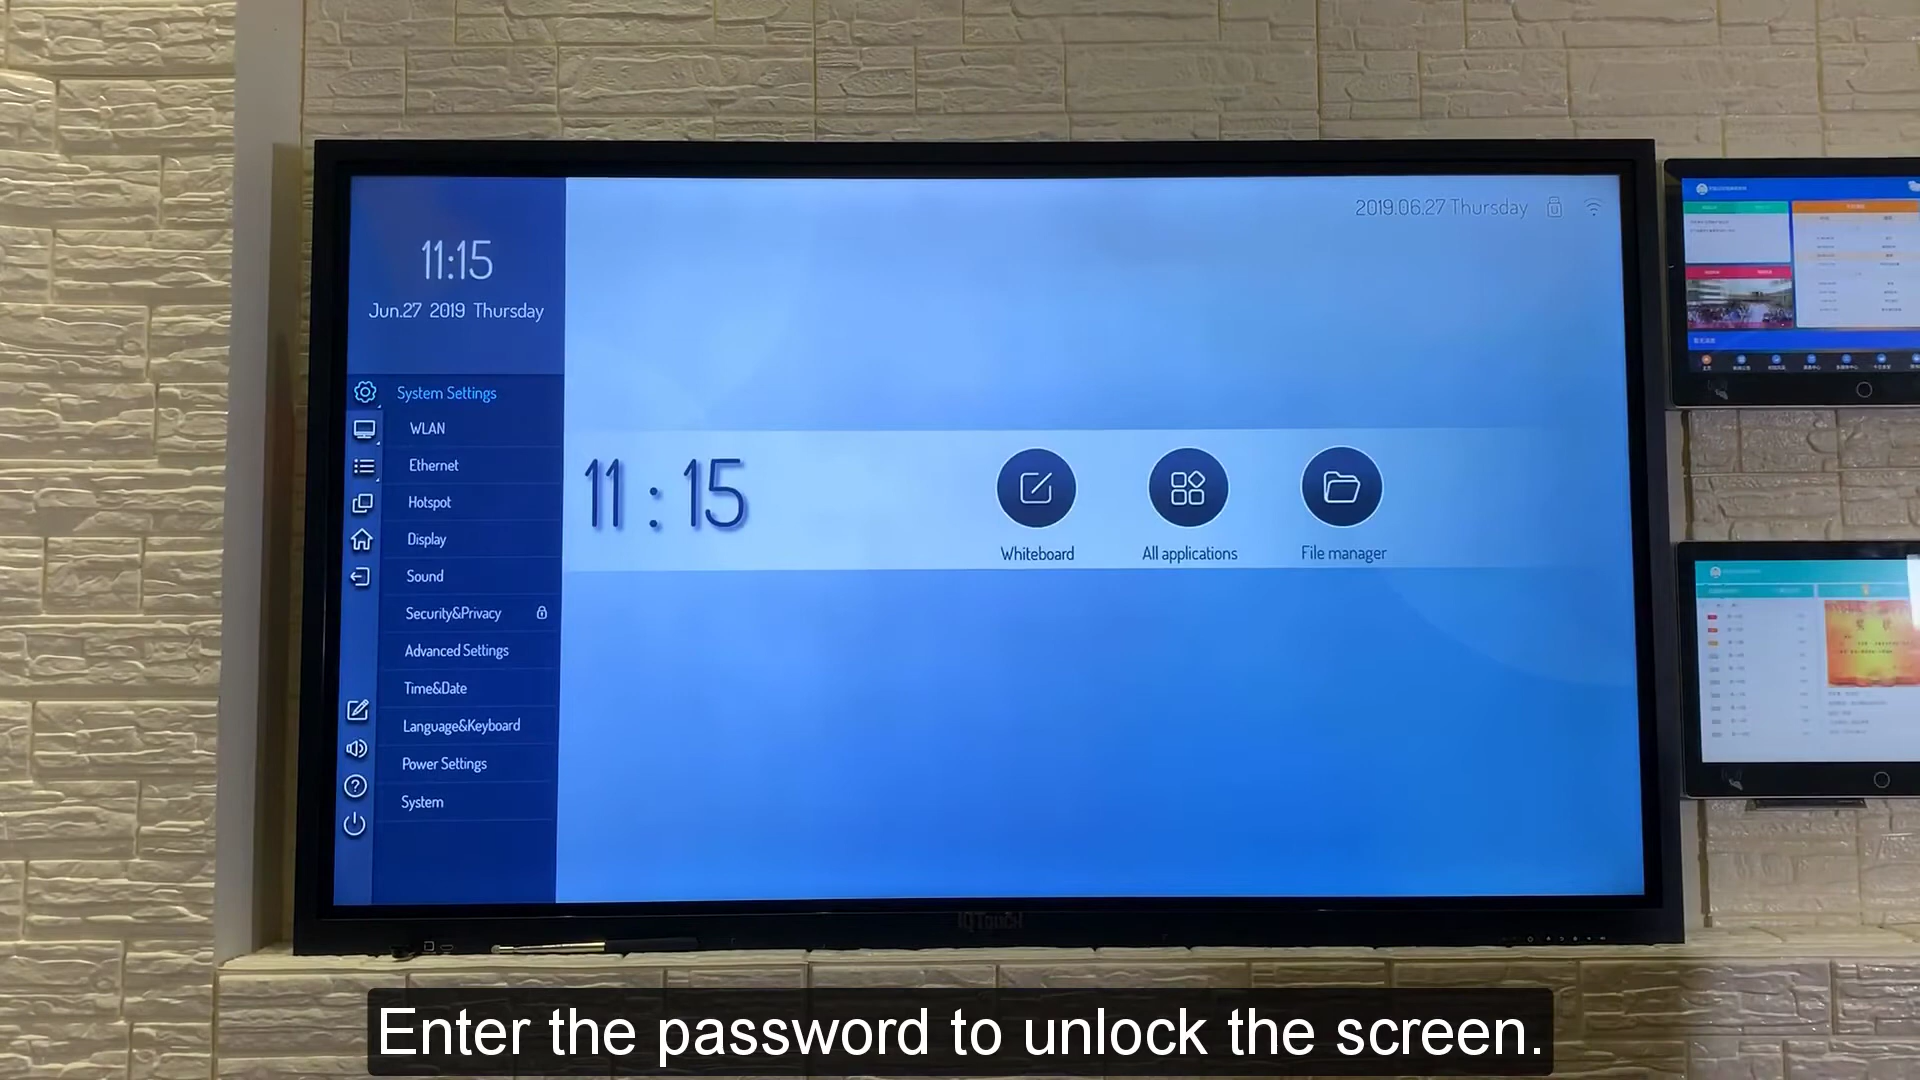 2019.06.27 Thursday
11:15
Jun.27 2019 Thursday
System Settings
WLAN
Ethernet
Hotspot
Display
Sound
Security&Privacy
Advanced Settings
Time&Date
Language&Keyboard
Power Settings
System
11 : 15
Whiteboard
All applications
File manager
IQTouch
Enter the password to unlock the screen.